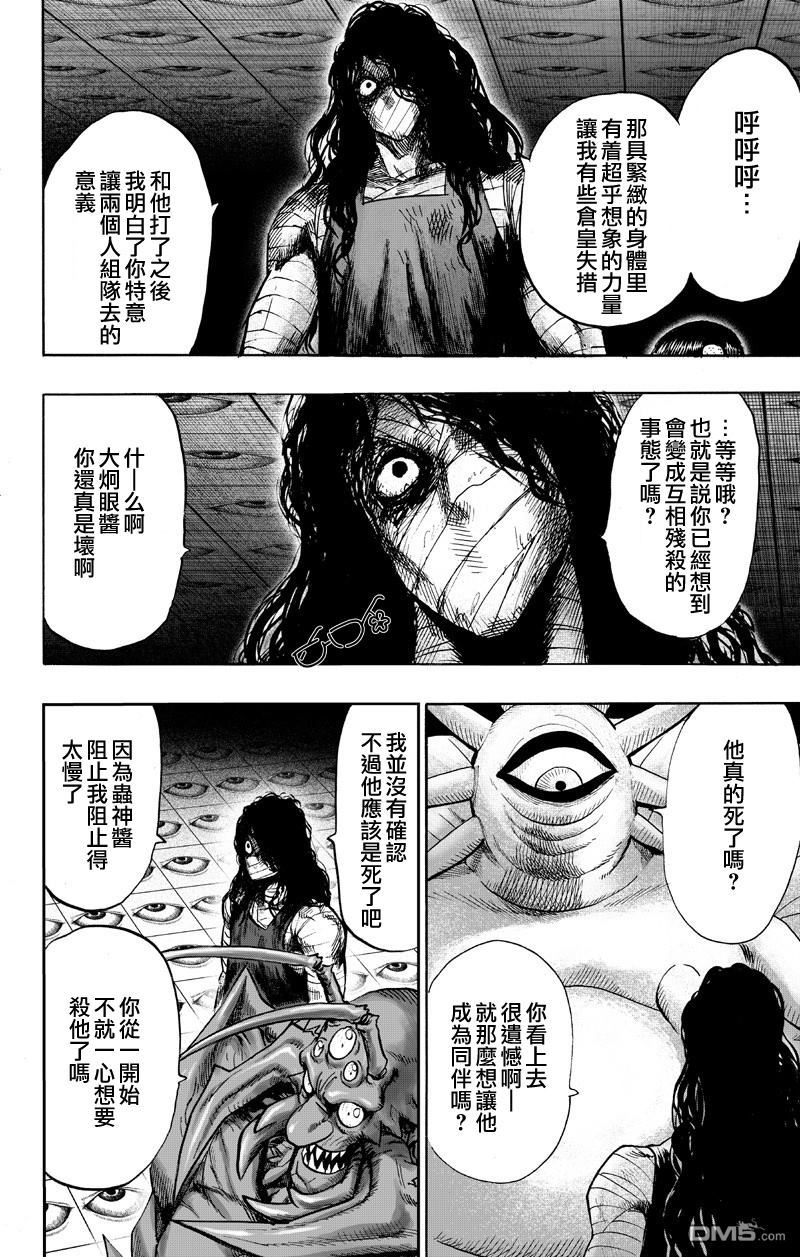 呼呼呼…
那具緊緻的身體里
有着超乎想象的力量
讓我有些倉皇失措
和他打了之後
我明白了你特意
讓兩個人組隊去的
意義
…等等哦?
也就是説你已經想到
會變成互相殘殺的
事態了嗎?
什—么啊
大炯眼醬
你還真是壞啊
他真的死了嗎?
你看上去
很遺憾啊—
就那麼想讓他
成為同伴嗎?
我並沒有確認
不過他應該是死了吧
因為蟲神醬
阻止我阻止得
太慢了
你從一開始
不就一心想要
殺他了嗎?
DM5.com